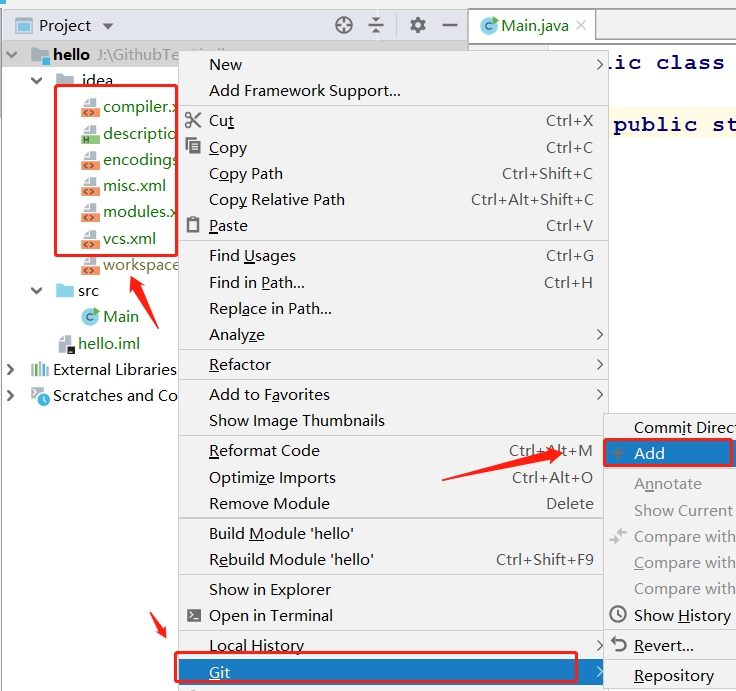 Project
Main.java
hello J:\GithubTe
idea
compiler.x
descriptio
encodings
misc.xml
modules.x
vcs.xml
workspace
src
Main
hello.iml
External Libraries
Scratches and Co
lic class
public st
New
Add Framework Support...
Cut Ctrl+X
Copy Ctrl+C
Copy Path Ctrl+Shift+C
Copy Relative Path Ctrl+Alt+Shift+C
Paste Ctrl+V
Find Usages Ctrl+G
Find in Path... Ctrl+H
Replace in Path...
Analyze
Refactor
Add to Favorites
Show Image Thumbnails
Reformat Code Ctrl+Alt+M
Optimize Imports Ctrl+Alt+O
Remove Module Delete
Build Module 'hello'
Rebuild Module 'hello' Ctrl+Shift+F9
Show in Explorer
Open in Terminal
Local History
Git
Commit Direct
Add
Annotate
Show Current
Compare with
Compare with
Compare with
Show History
Revert...
Repository